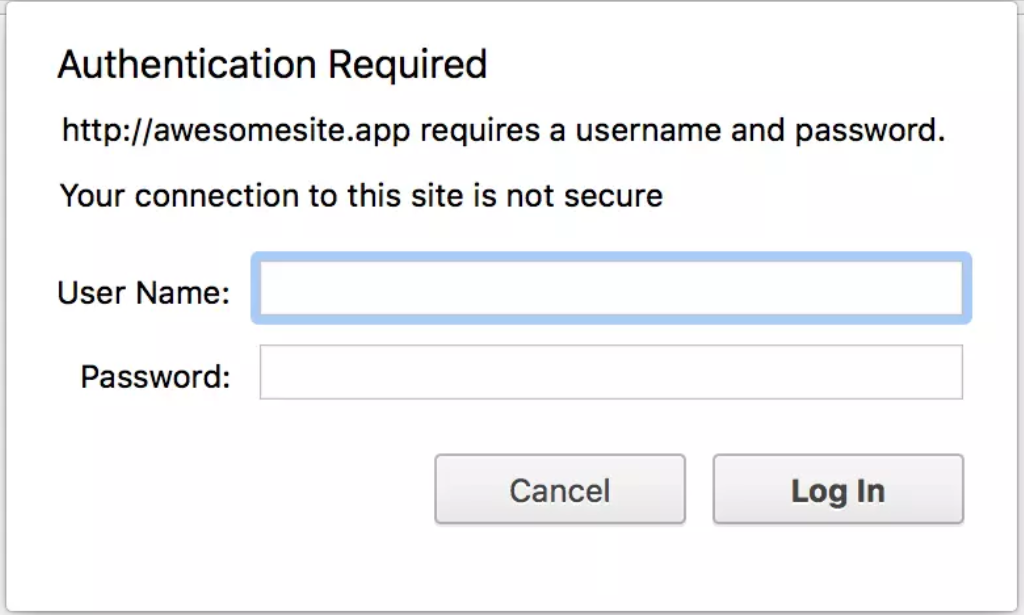 Authentication Required
http://awesomesite.app requires a username and password.
Your connection to this site is not secure
User Name:
Password:
Cancel Log In